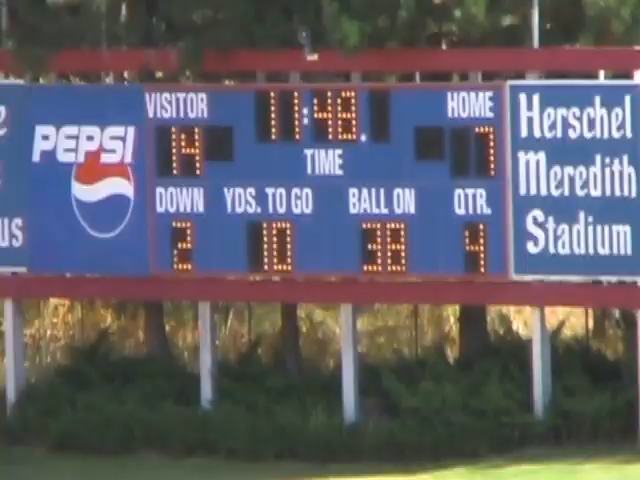 VISITOR 11:48. HOME
14 TIME 7
PEPSI
DOWN YDS. TO GO BALL ON QTR.
2 10 38 4
Herschel
Meredith
Stadium
us